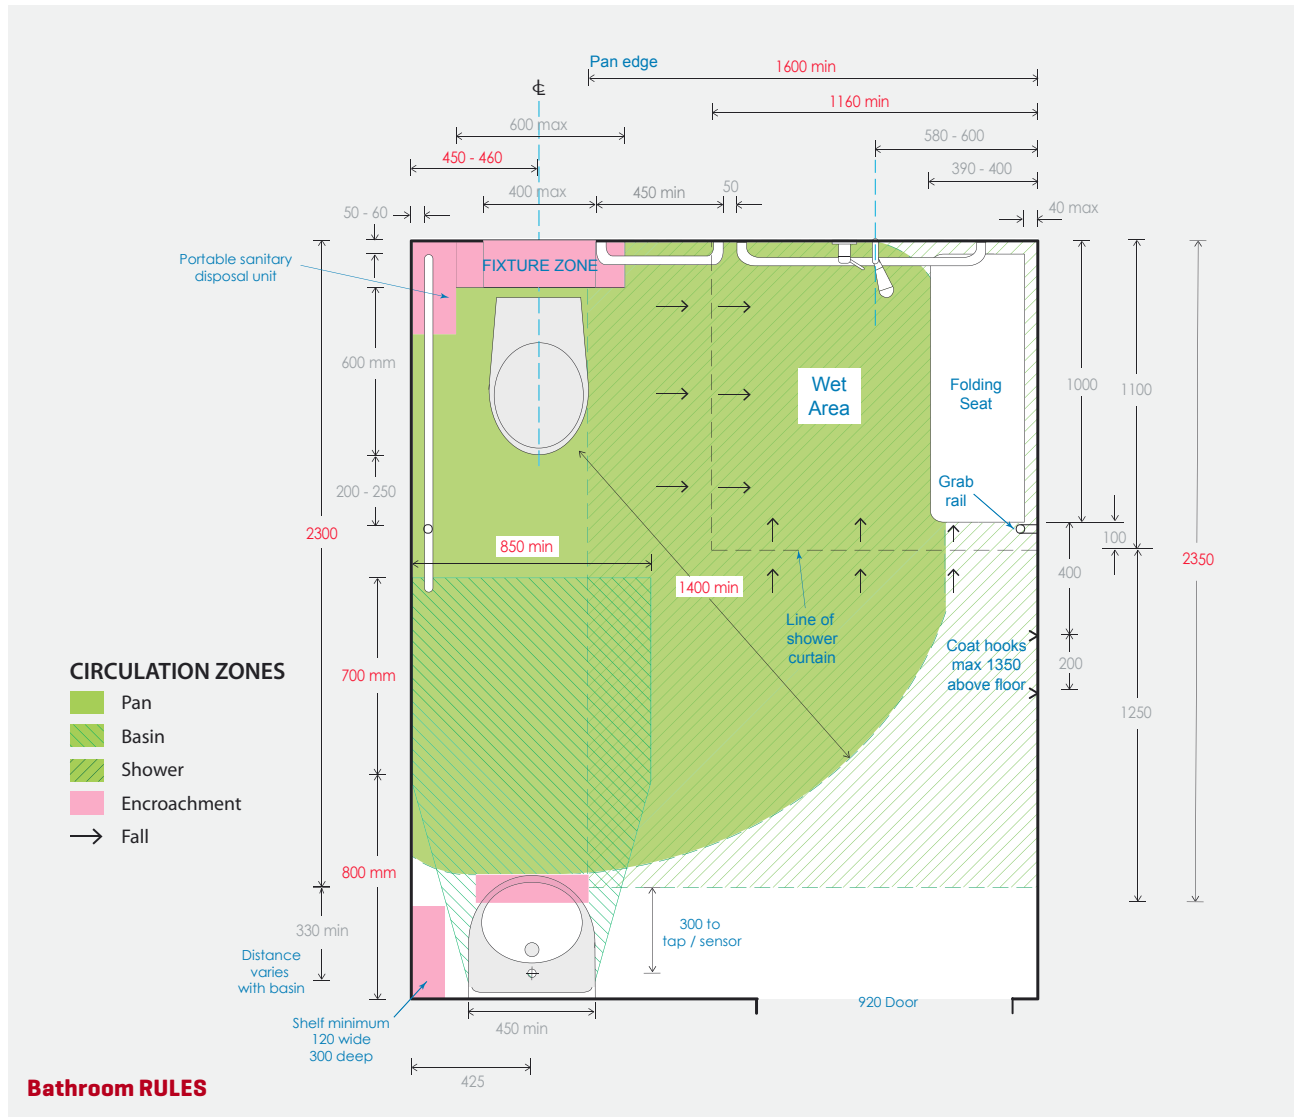 Pan edge
1600 min
℄
1160 min
600 max
580 - 600
450 - 460
390 - 400
400 max
450 min
50
50 - 60
40 max
Portable sanitary
disposal unit
FIXTURE ZONE
600 mm
Wet
Area
Folding
Seat
1000
1100
200 - 250
Grab
rail
2300
850 min
100
2350
400
1400 min
Line of
shower
curtain
Coat hooks
max 1350
above floor
200
1250
CIRCULATION ZONES
Pan
Basin
Shower
Encroachment
Fall
700 mm
800 mm
330 min
300 to
tap / sensor
Distance
varies
with basin
920 Door
Shelf minimum
120 wide
300 deep
450 min
425
Bathroom RULES